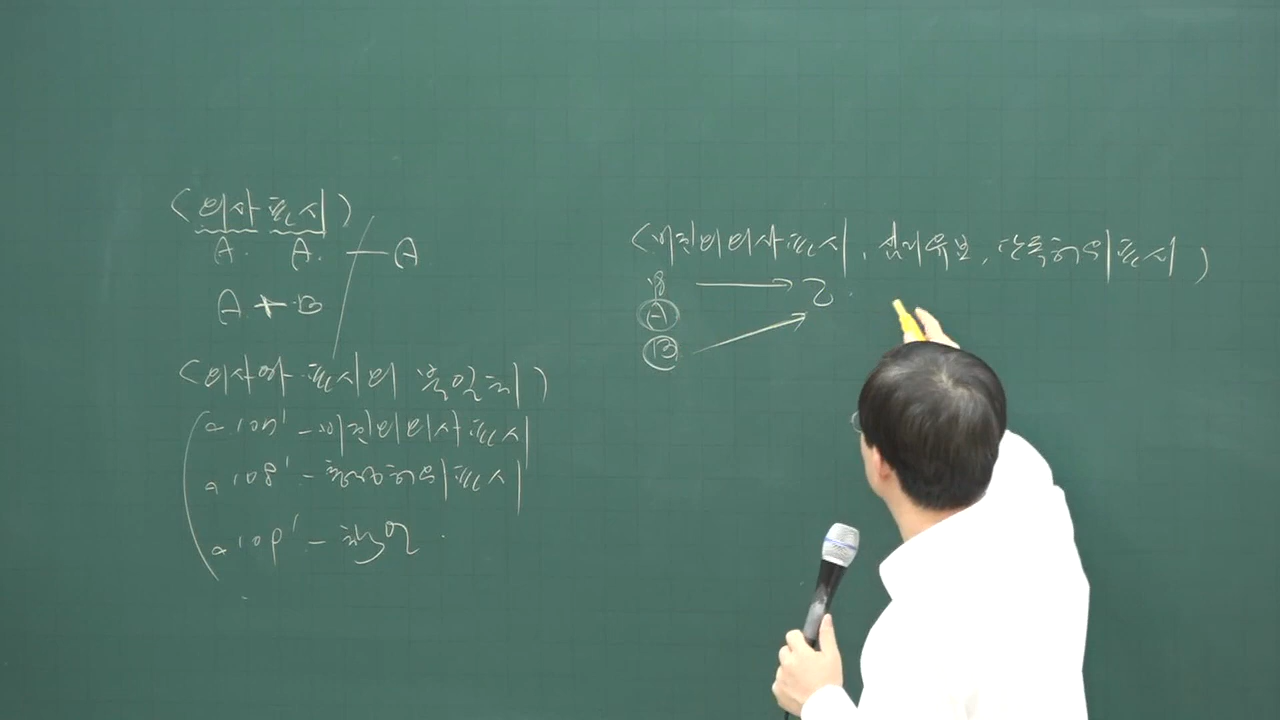 <의사표시>
A. A. — A
A + B
<의사와 표시의 불일치>
a 107' - 비진의의사표시
a 108' - 통정허위표시
a 109' - 착오.
<비진의의사표시, 심리유보, 단독허위표시>
갑 → 乙.
A
B